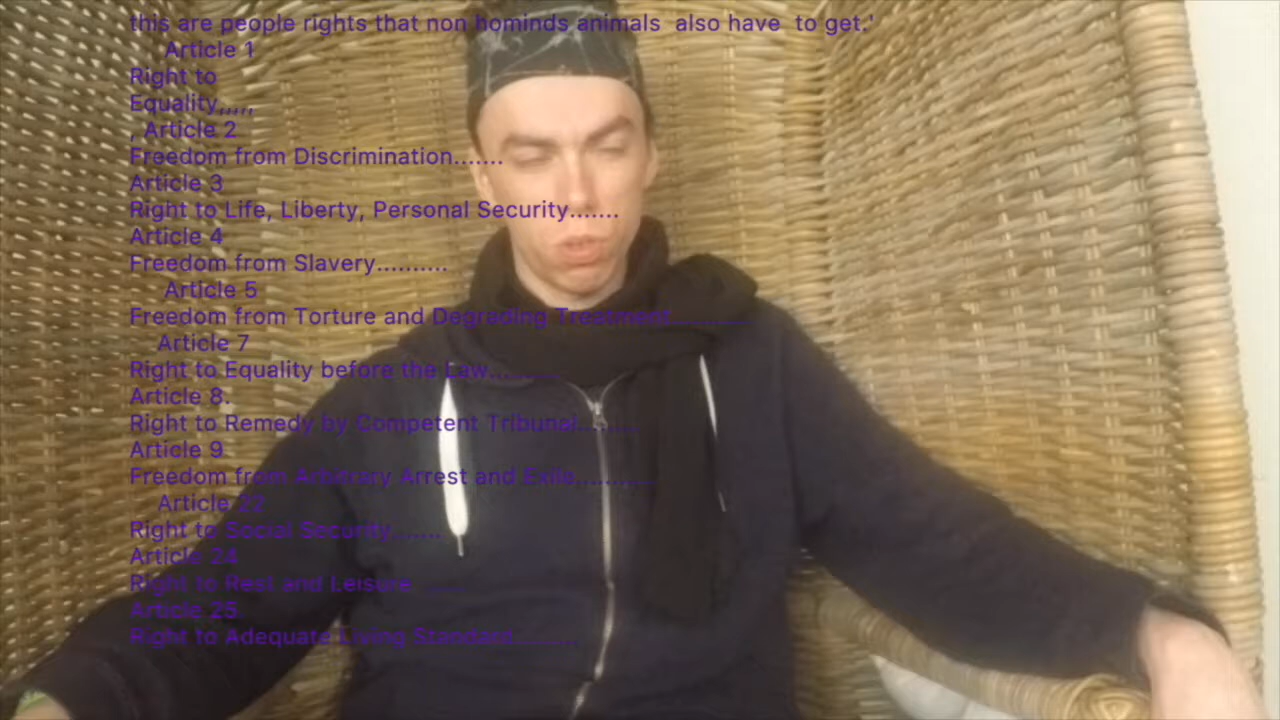 this are people rights that non hominds animals also have to get.'
Article 1
Right to
Equality,,,,,
, Article 2
Freedom from Discrimination.......
Article 3
Right to Life, Liberty, Personal Security.......
Article 4
Freedom from Slavery..........
Article 5
Freedom from Torture and Degrading Treatment...........
Article 7
Right to Equality before the Law..........
Article 8.
Right to Remedy by Competent Tribunal........
Article 9
Freedom from Arbitrary Arrest and Exile..........
Article 22
Right to Social Security.......
Article 24
Right to Rest and Leisure ......
Article 25
Right to Adequate Living Standard.........